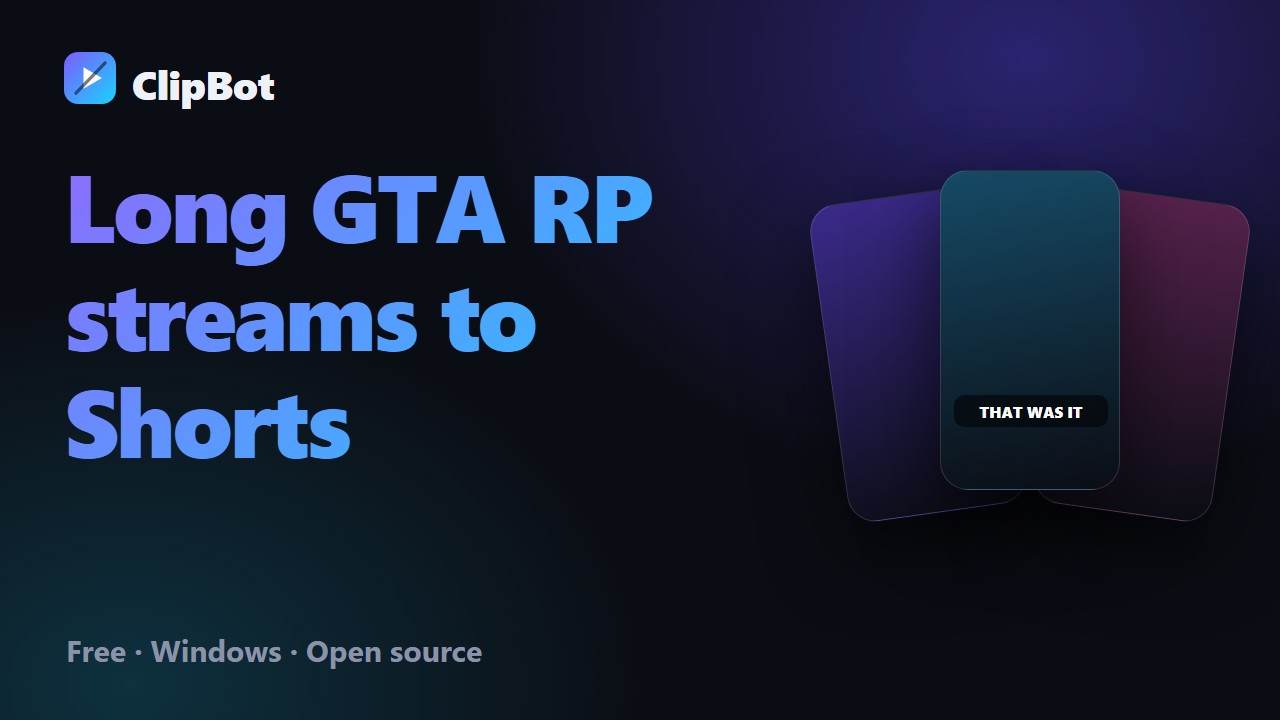 ClipBot
Long GTA RP
streams to
Shorts
THAT WAS IT
Free · Windows · Open source